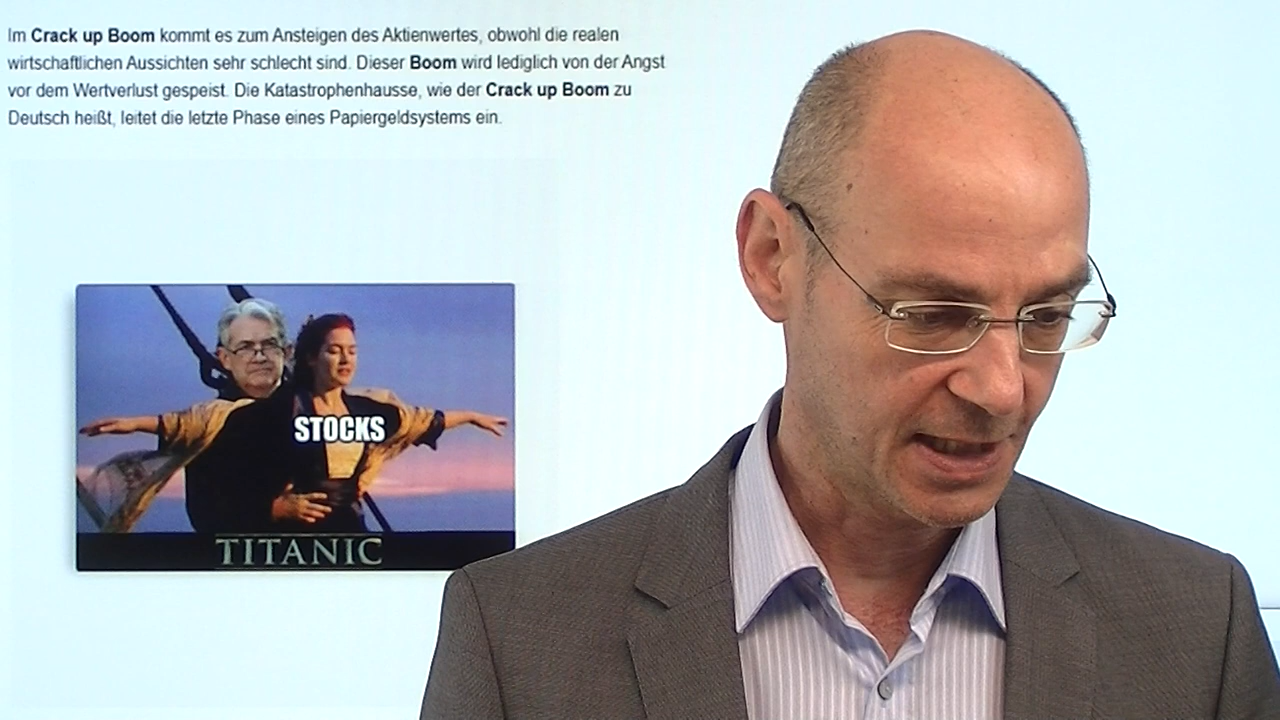 Im Crack up Boom kommt es zum Ansteigen des Aktienwertes, obwohl die realen
wirtschaftlichen Aussichten sehr schlecht sind. Dieser Boom wird lediglich von der Angst
vor dem Wertverlust gespeist. Die Katastrophenhausse, wie der Crack up Boom zu
Deutsch heißt, leitet die letzte Phase eines Papiergeldsystems ein.
STOCKS
TITANIC